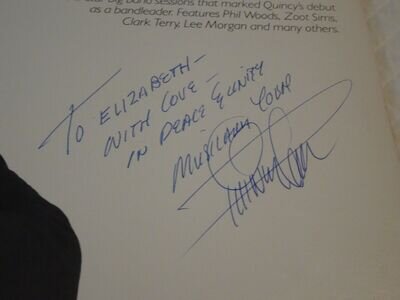 big band sessions that marked Quincy's debut
as a bandleader. Features Phil Woods, Zoot Sims,
Clark Terry, Lee Morgan and many others.
TO ELIZABETH-
WITH LOVE-
IN PEACE & UNITY
MUSICALLY YOURS